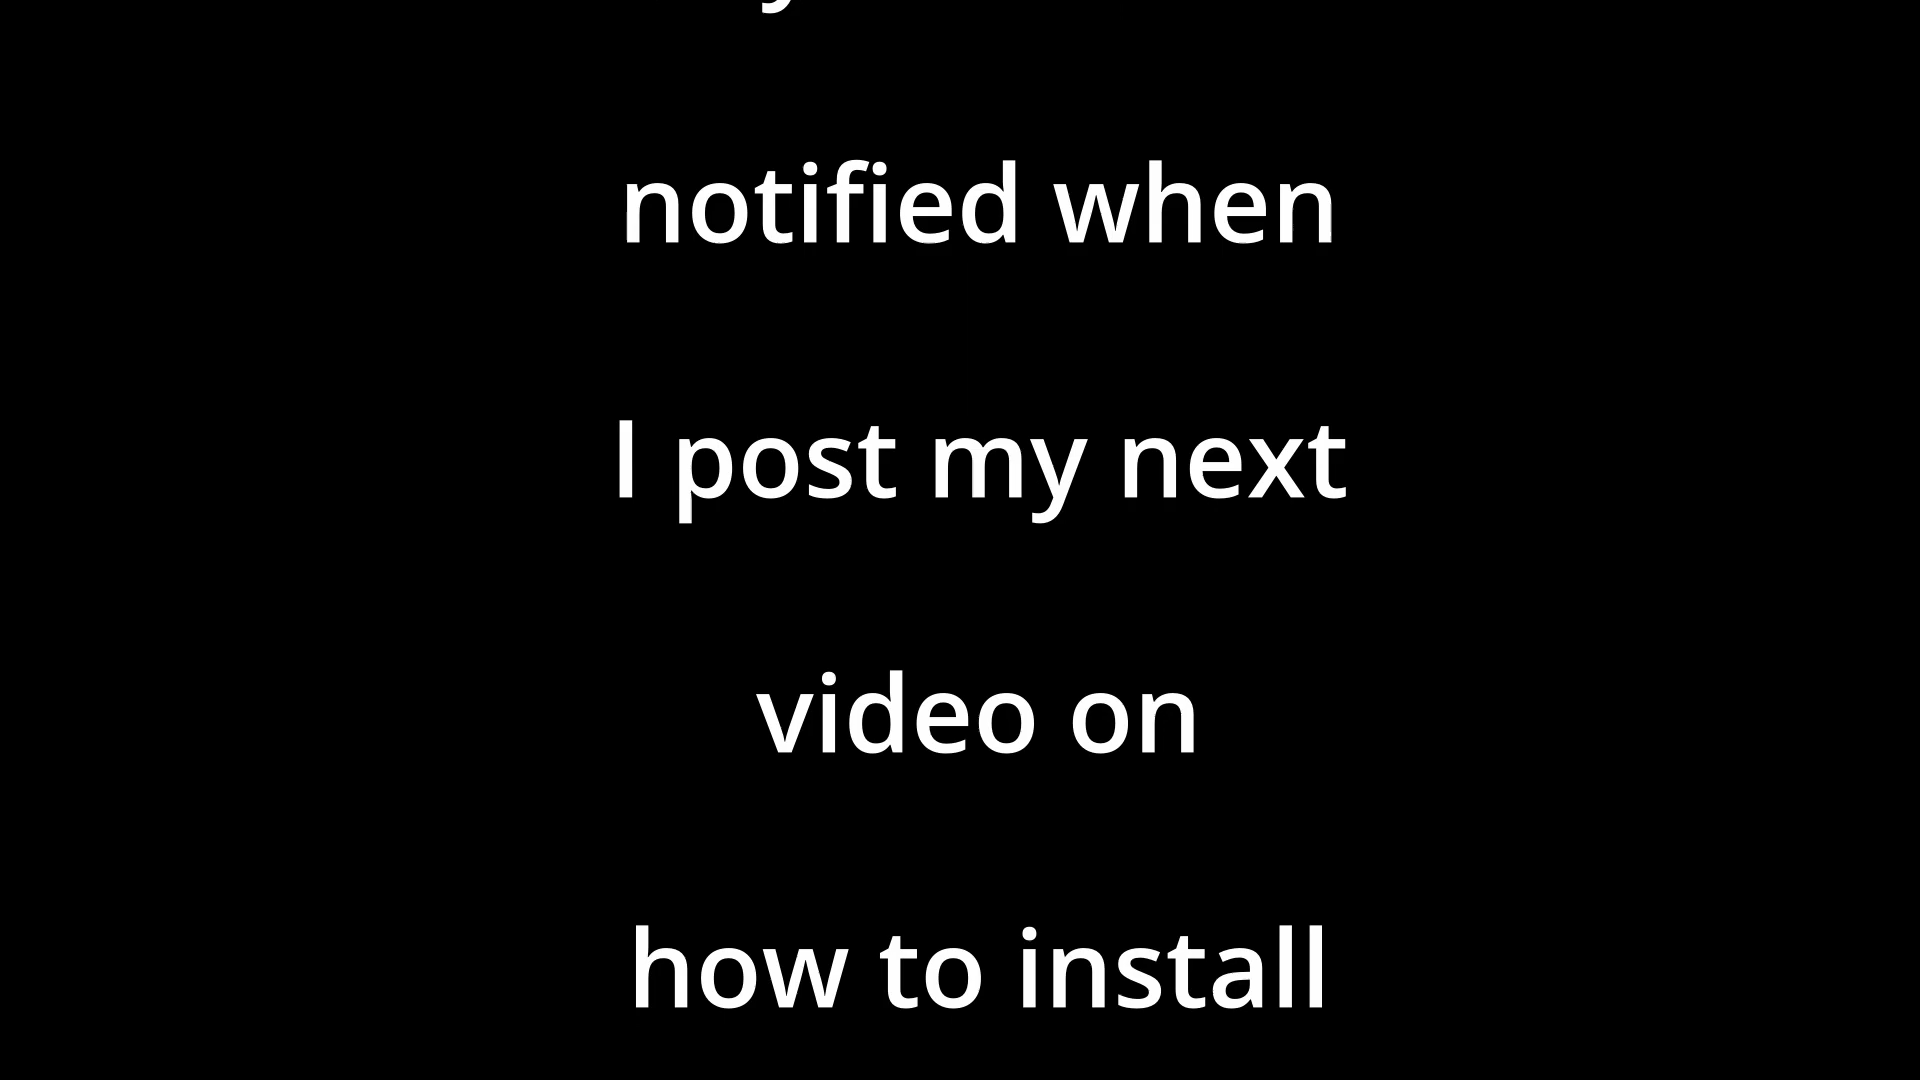 notified when
I post my next
video on
how to install